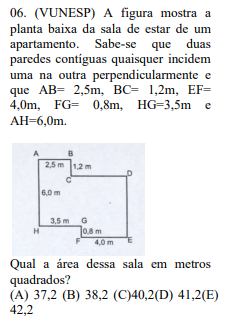 06. (VUNESP) A figura mostra a
planta baixa da sala de estar de um
apartamento. Sabe-se que duas
paredes contíguas quaisquer incidem
uma na outra perpendicularmente e
que AB= 2,5m, BC= 1,2m, EF=
4,0m, FG= 0,8m, HG=3,5m e
AH=6,0m.
A B
2,5 m 1,2 m
C D
6,0 m
3,5 m G
H 0,8 m
F 4,0 m E
Qual a área dessa sala em metros
quadrados?
(A) 37,2 (B) 38,2 (C)40,2(D) 41,2(E)
42,2